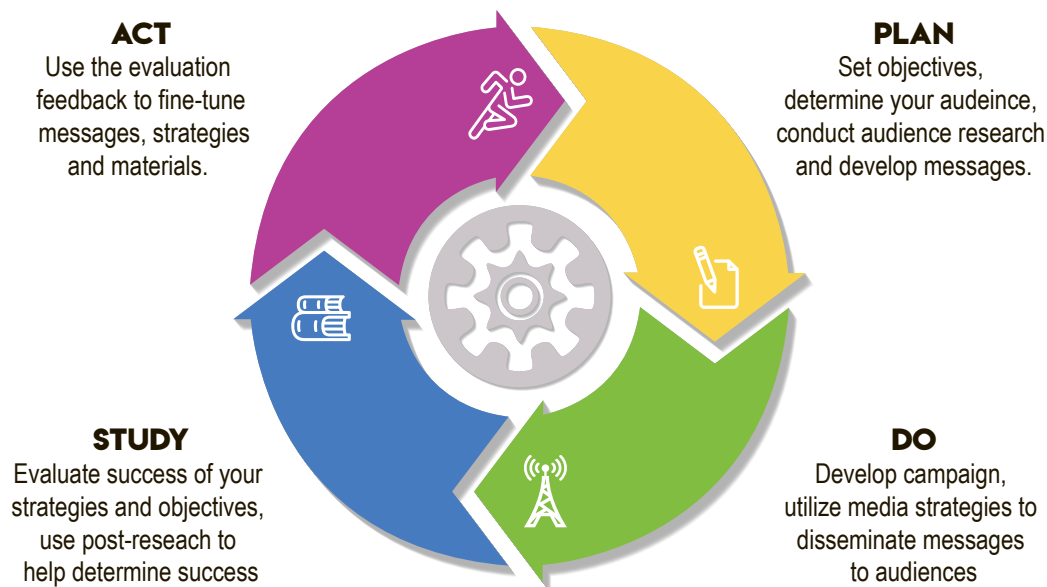 ACT
Use the evaluation
feedback to fine-tune
messages, strategies
and materials.
PLAN
Set objectives,
determine your audeince,
conduct audience research
and develop messages.
STUDY
Evaluate success of your
strategies and objectives,
use post-reseach to
help determine success
DO
Develop campaign,
utilize media strategies to
disseminate messages
to audiences